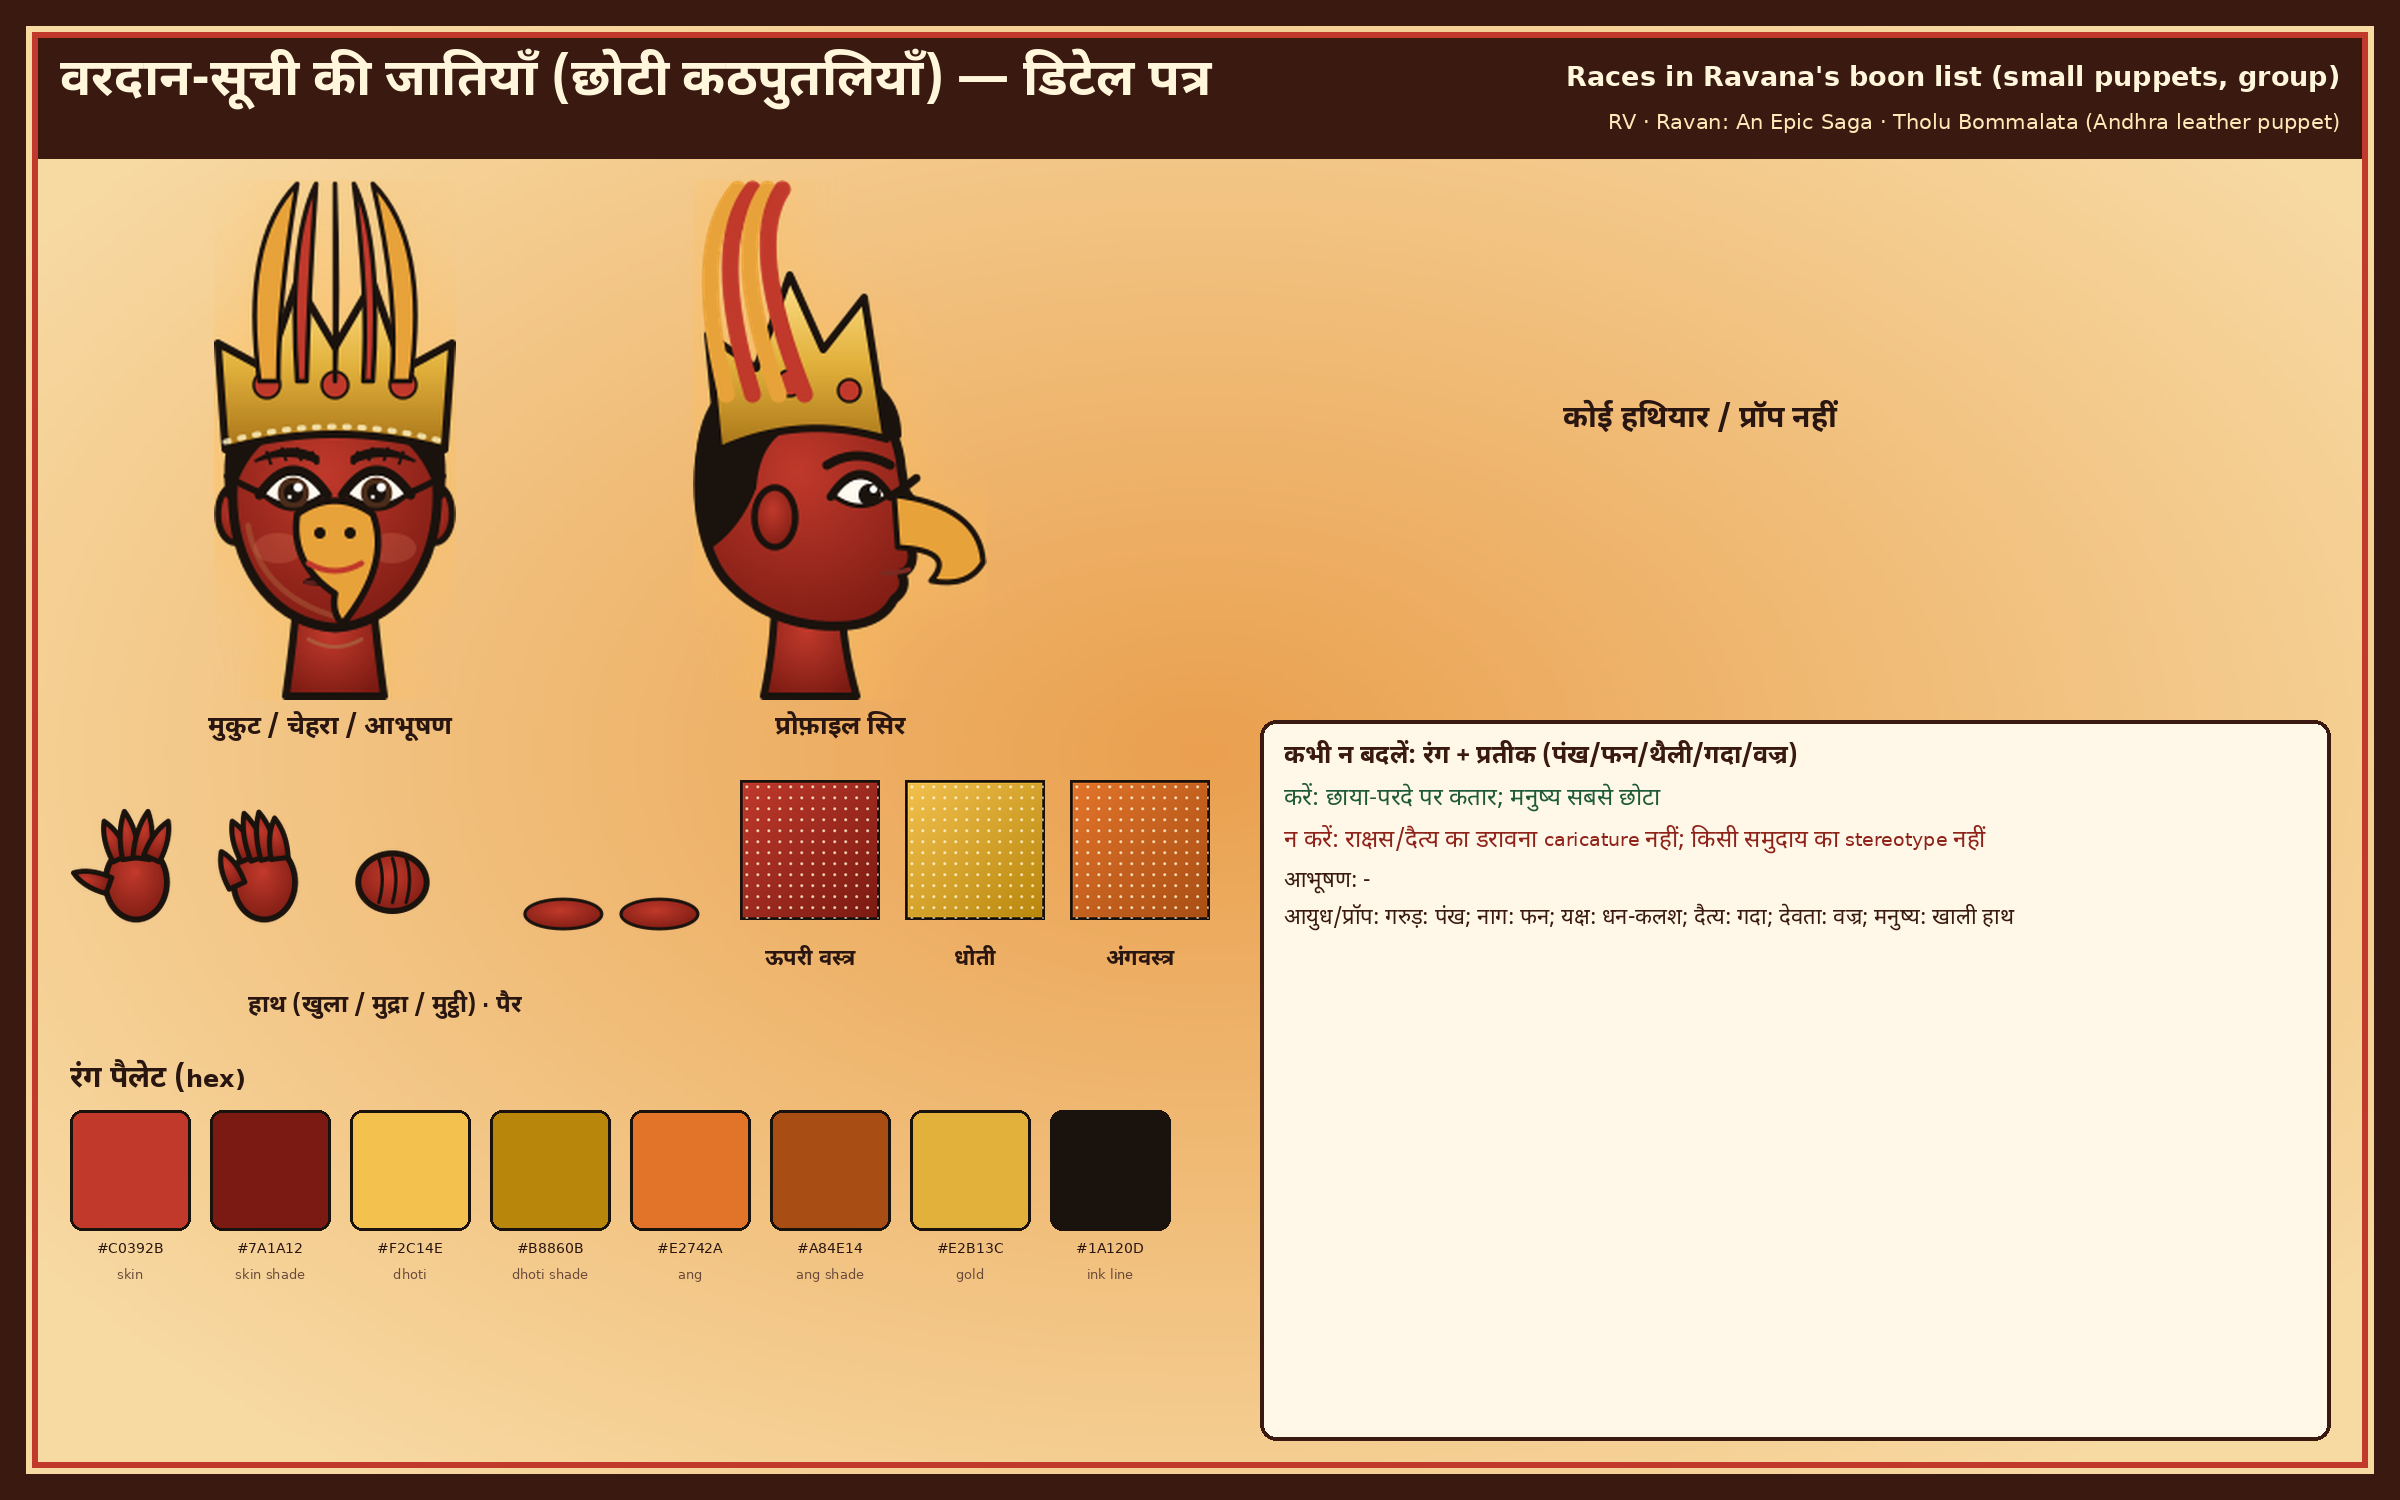 वरदान-सूची की जातियाँ (छोटी कठपुतलियाँ) — डिटेल पत्र
Races in Ravana's boon list (small puppets, group)
RV · Ravan: An Epic Saga · Tholu Bommalata (Andhra leather puppet)
कोई हथियार / प्रॉप नहीं
मुकुट / चेहरा / आभूषण
प्रोफ़ाइल सिर
कभी न बदलें: रंग + प्रतीक (पंख/फन/थैली/गदा/वज्र)
करें: छाया-परदे पर कतार; मनुष्य सबसे छोटा
न करें: राक्षस/दैत्य का डरावना caricature नहीं; किसी समुदाय का stereotype नहीं
आभूषण: -
आयुध/प्रॉप: गरुड़: पंख; नाग: फन; यक्ष: धन-कलश; दैत्य: गदा; देवता: वज्र; मनुष्य: खाली हाथ
ऊपरी वस्त्र
धोती
अंगवस्त्र
हाथ (खुला / मुद्रा / मुट्ठी) · पैर
रंग पैलेट (hex)
#C0392B
#7A1A12
#F2C14E
#B8860B
#E2742A
#A84E14
#E2B13C
#1A120D
skin
skin shade
dhoti
dhoti shade
ang
ang shade
gold
ink line